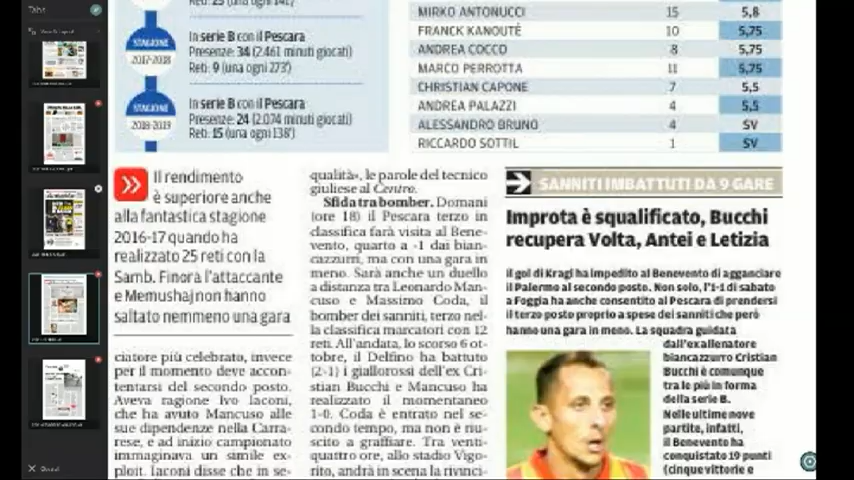 Reti: 25 (una ogni 141')
STAGIONE
2017-2018
In serie B con il Pescara
Presenze: 34 (2.461 minuti giocati)
Reti: 9 (una ogni 273')
STAGIONE
2018-2019
In serie B con il Pescara
Presenze: 24 (2.074 minuti giocati)
Reti: 15 (una ogni 138')
MIRKO ANTONUCCI 15 5,8
FRANCK KANOUTÉ 10 5,75
ANDREA COCCO 8 5,75
MARCO PERROTTA 11 5,75
CHRISTIAN CAPONE 7 5,5
ANDREA PALAZZI 4 5,5
ALESSANDRO BRUNO 4 SV
RICCARDO SOTTIL 1 SV
Il rendimento
è superiore anche
alla fantastica stagione
2016-17 quando ha
realizzato 25 reti con la
Samb. Finora l'attaccante
e Memushaj non hanno
saltato nemmeno una gara
ciatore più celebrato, invece
per il momento deve accon-
tentarsi del secondo posto.
Aveva ragione Ivo Iaconi,
che ha avuto Mancuso alle
sue dipendenze nella Carra-
rese, e ad inizio campionato
immaginava un simile ex-
ploit. Iaconi disse che in se-
qualità», le parole del tecnico
giuliese al Centro.
Sfida tra bomber. Domani
(ore 18) il Pescara terzo in
classifica farà visita al Bene-
vento, quarto a -1 dai bian-
cazzurri, ma con una gara in
meno. Sarà anche un duello
a distanza tra Leonardo Man-
cuso e Massimo Coda, il
bomber dei sanniti, terzo nel-
la classifica marcatori con 12
reti. All'andata, lo scorso 6 ot-
tobre, il Delfino ha battuto
(2-1) i giallorossi dell'ex Cri-
stian Bucchi e Mancuso ha
realizzato il momentaneo
1-0. Coda è entrato nel se-
condo tempo, ma non è riu-
scito a graffiare. Tra venti-
quattro ore, allo stadio Vigo-
rito, andrà in scena la rivinci-
SANNITI IMBATTUTI DA 9 GARE
Improta è squalificato, Bucchi
recupera Volta, Antei e Letizia
Il gol di Kragl ha impedito al Benevento di agganciare
il Palermo al secondo posto. Non solo, l'1-1 di sabato
a Foggia ha anche consentito al Pescara di prendersi
il terzo posto proprio a spese dei sanniti che però
hanno una gara in meno. La squadra guidata
dall'ex allenatore
biancazzurro Cristian
Bucchi è comunque
tra le più in forma
della serie B.
Nelle ultime nove
partite, infatti,
il Benevento ha
conquistato 19 punti
(cinque vittorie e